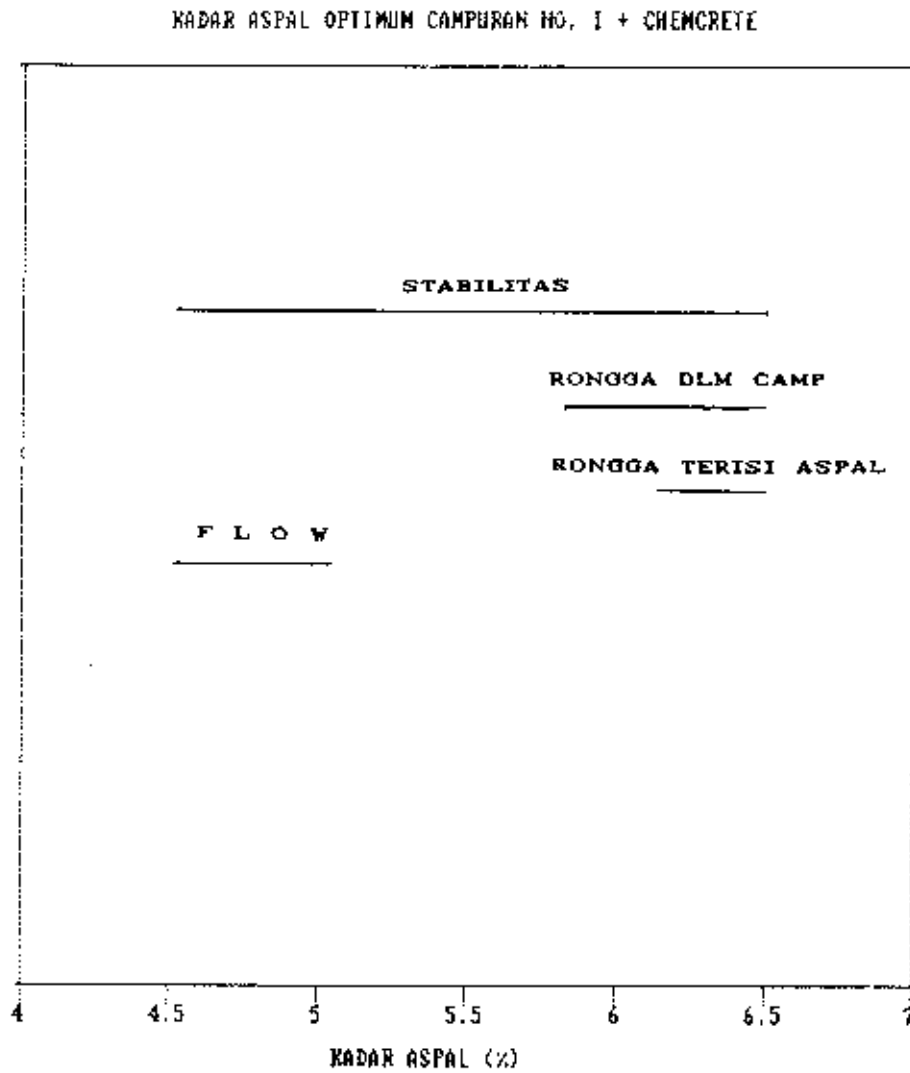 KADAR ASPAL OPTIMUM CAMPURAN NO. I + CHEMCRETE
STABILITAS
RONGGA DLM CAMP
RONGGA TERISI ASPAL
F L O W
4 4.5 5 5.5 6 6.5 7
KADAR ASPAL (%)